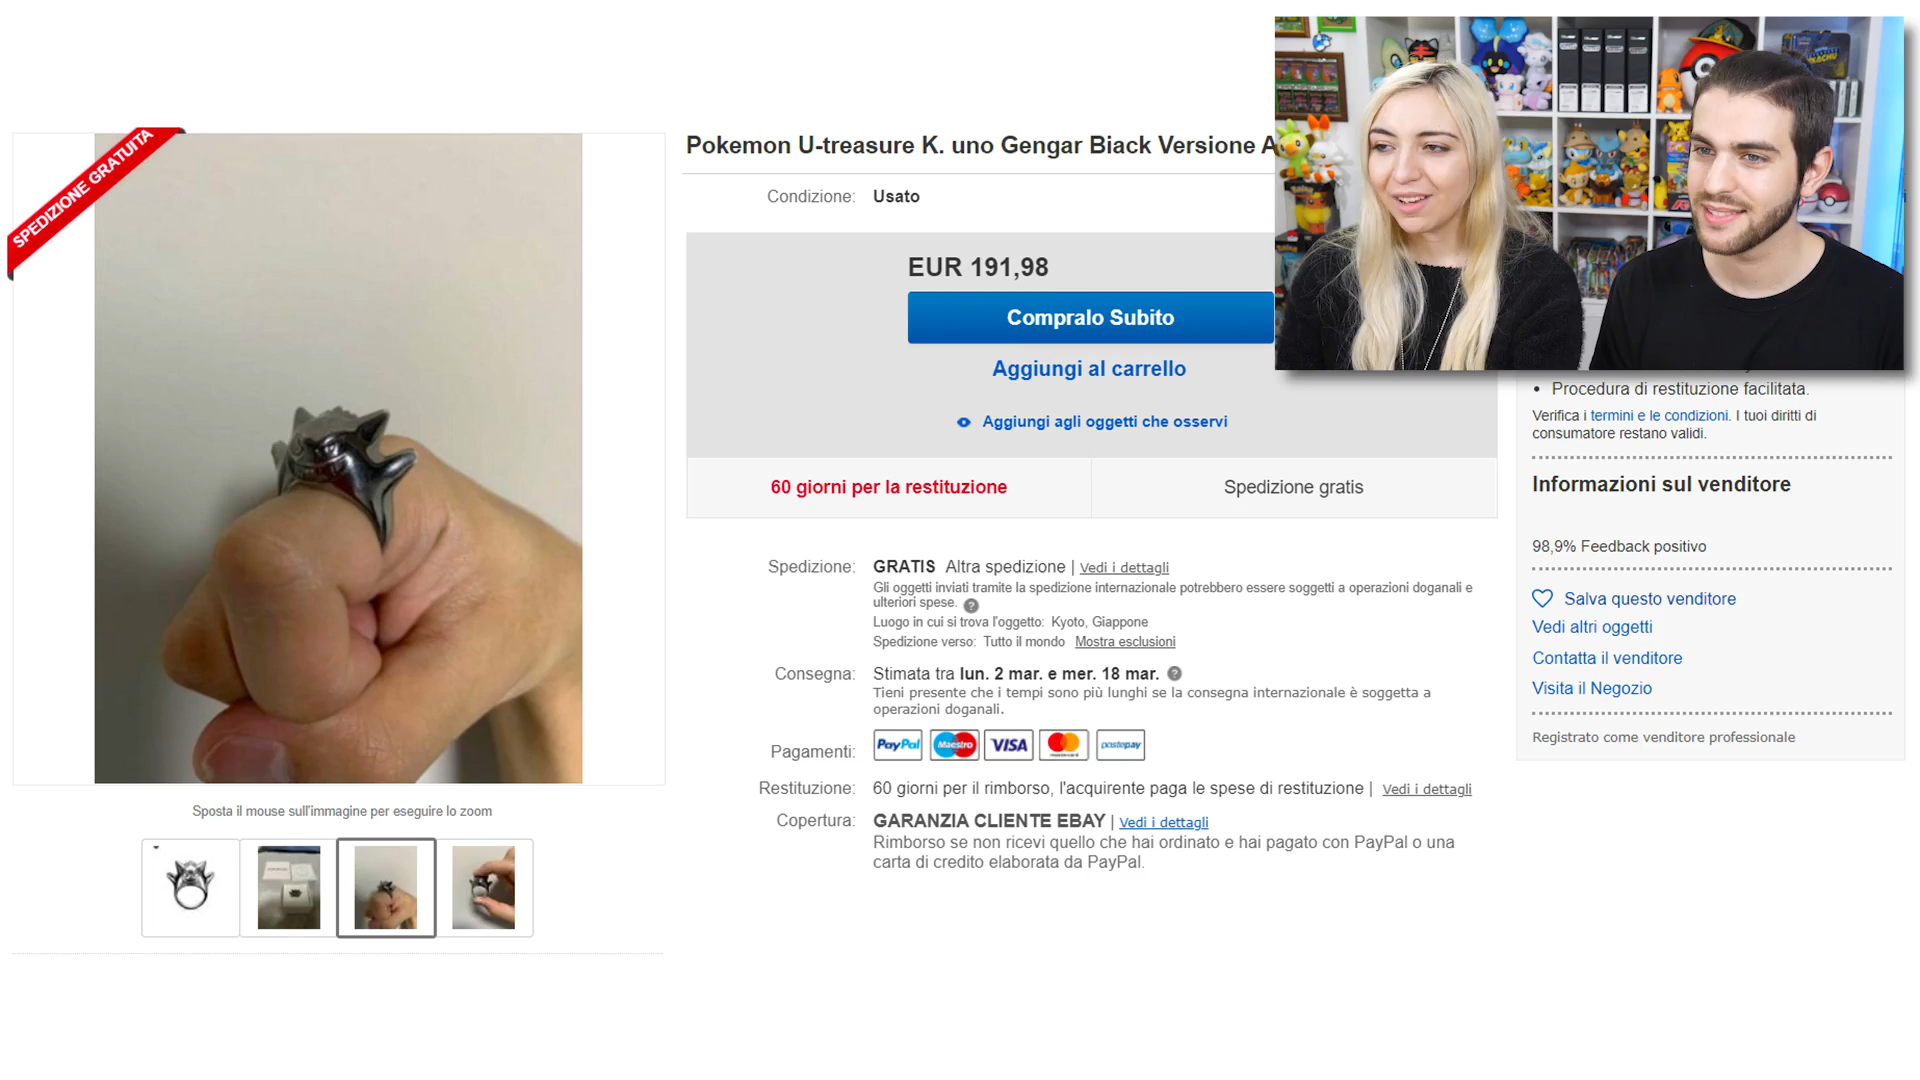 SPEDIZIONE GRATUITA
Pokemon U-treasure K. uno Gengar Biack Versione A
Condizione: Usato
EUR 191,98
Compralo Subito
Aggiungi al carrello
Aggiungi agli oggetti che osservi
60 giorni per la restituzione
Spedizione gratis
Spedizione: GRATIS Altra spedizione | Vedi i dettagli
Gli oggetti inviati tramite la spedizione internazionale potrebbero essere soggetti a operazioni doganali e
ulteriori spese. ?
Luogo in cui si trova l'oggetto: Kyoto, Giappone
Spedizione verso: Tutto il mondo Mostra esclusioni
Consegna: Stimata tra lun. 2 mar. e mer. 18 mar. ?
Tieni presente che i tempi sono più lunghi se la consegna internazionale è soggetta a
operazioni doganali.
Pagamenti: PayPal Maestro VISA mastercard postepay
Restituzione: 60 giorni per il rimborso, l'acquirente paga le spese di restituzione | Vedi i dettagli
Copertura: GARANZIA CLIENTE EBAY | Vedi i dettagli
Rimborso se non ricevi quello che hai ordinato e hai pagato con PayPal o una
carta di credito elaborata da PayPal.
Sposta il mouse sull'immagine per eseguire lo zoom
• Procedura di restituzione facilitata.
Verifica i termini e le condizioni. I tuoi diritti di
consumatore restano validi.
Informazioni sul venditore
98,9% Feedback positivo
Salva questo venditore
Vedi altri oggetti
Contatta il venditore
Visita il Negozio
Registrato come venditore professionale